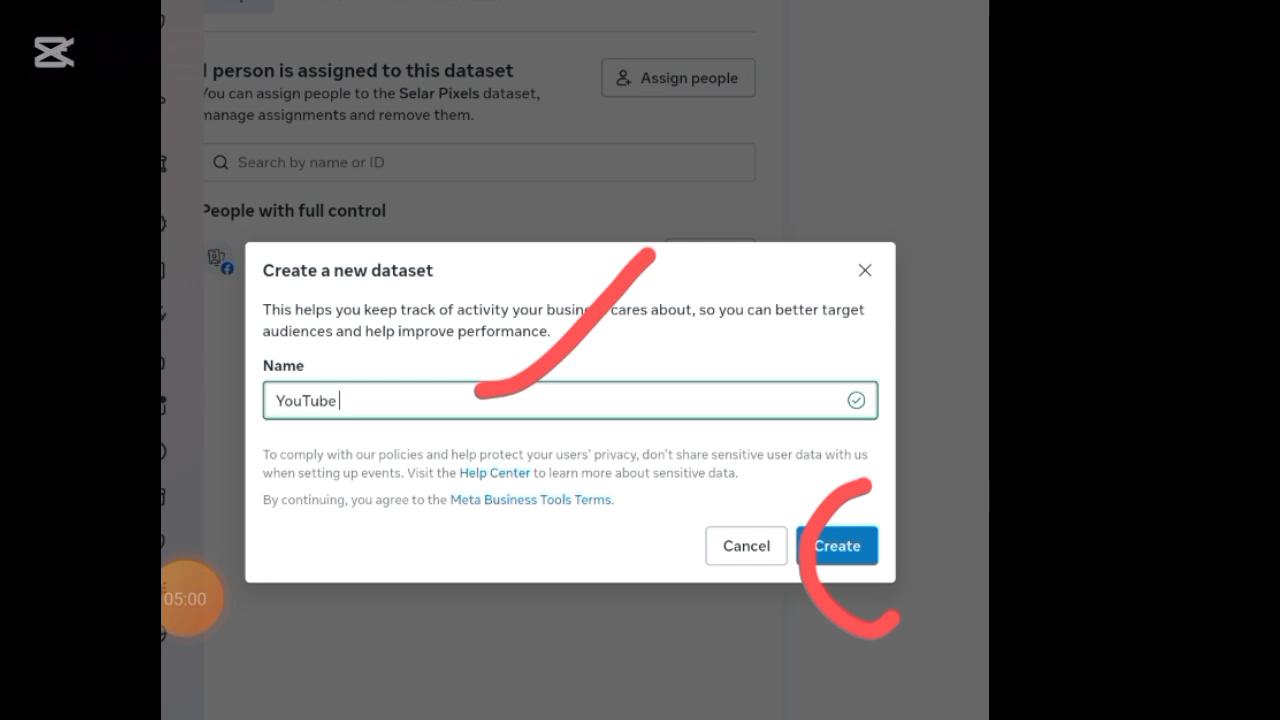 person is assigned to this dataset
Assign people
You can assign people to the Selar Pixels dataset,
manage assignments and remove them.
Search by name or ID
People with full control
Create a new dataset
This helps you keep track of activity your business cares about, so you can better target
audiences and help improve performance.
Name
YouTube
To comply with our policies and help protect your users' privacy, don't share sensitive user data with us
when setting up events. Visit the Help Center to learn more about sensitive data.
By continuing, you agree to the Meta Business Tools Terms.
Cancel
Create
05:00